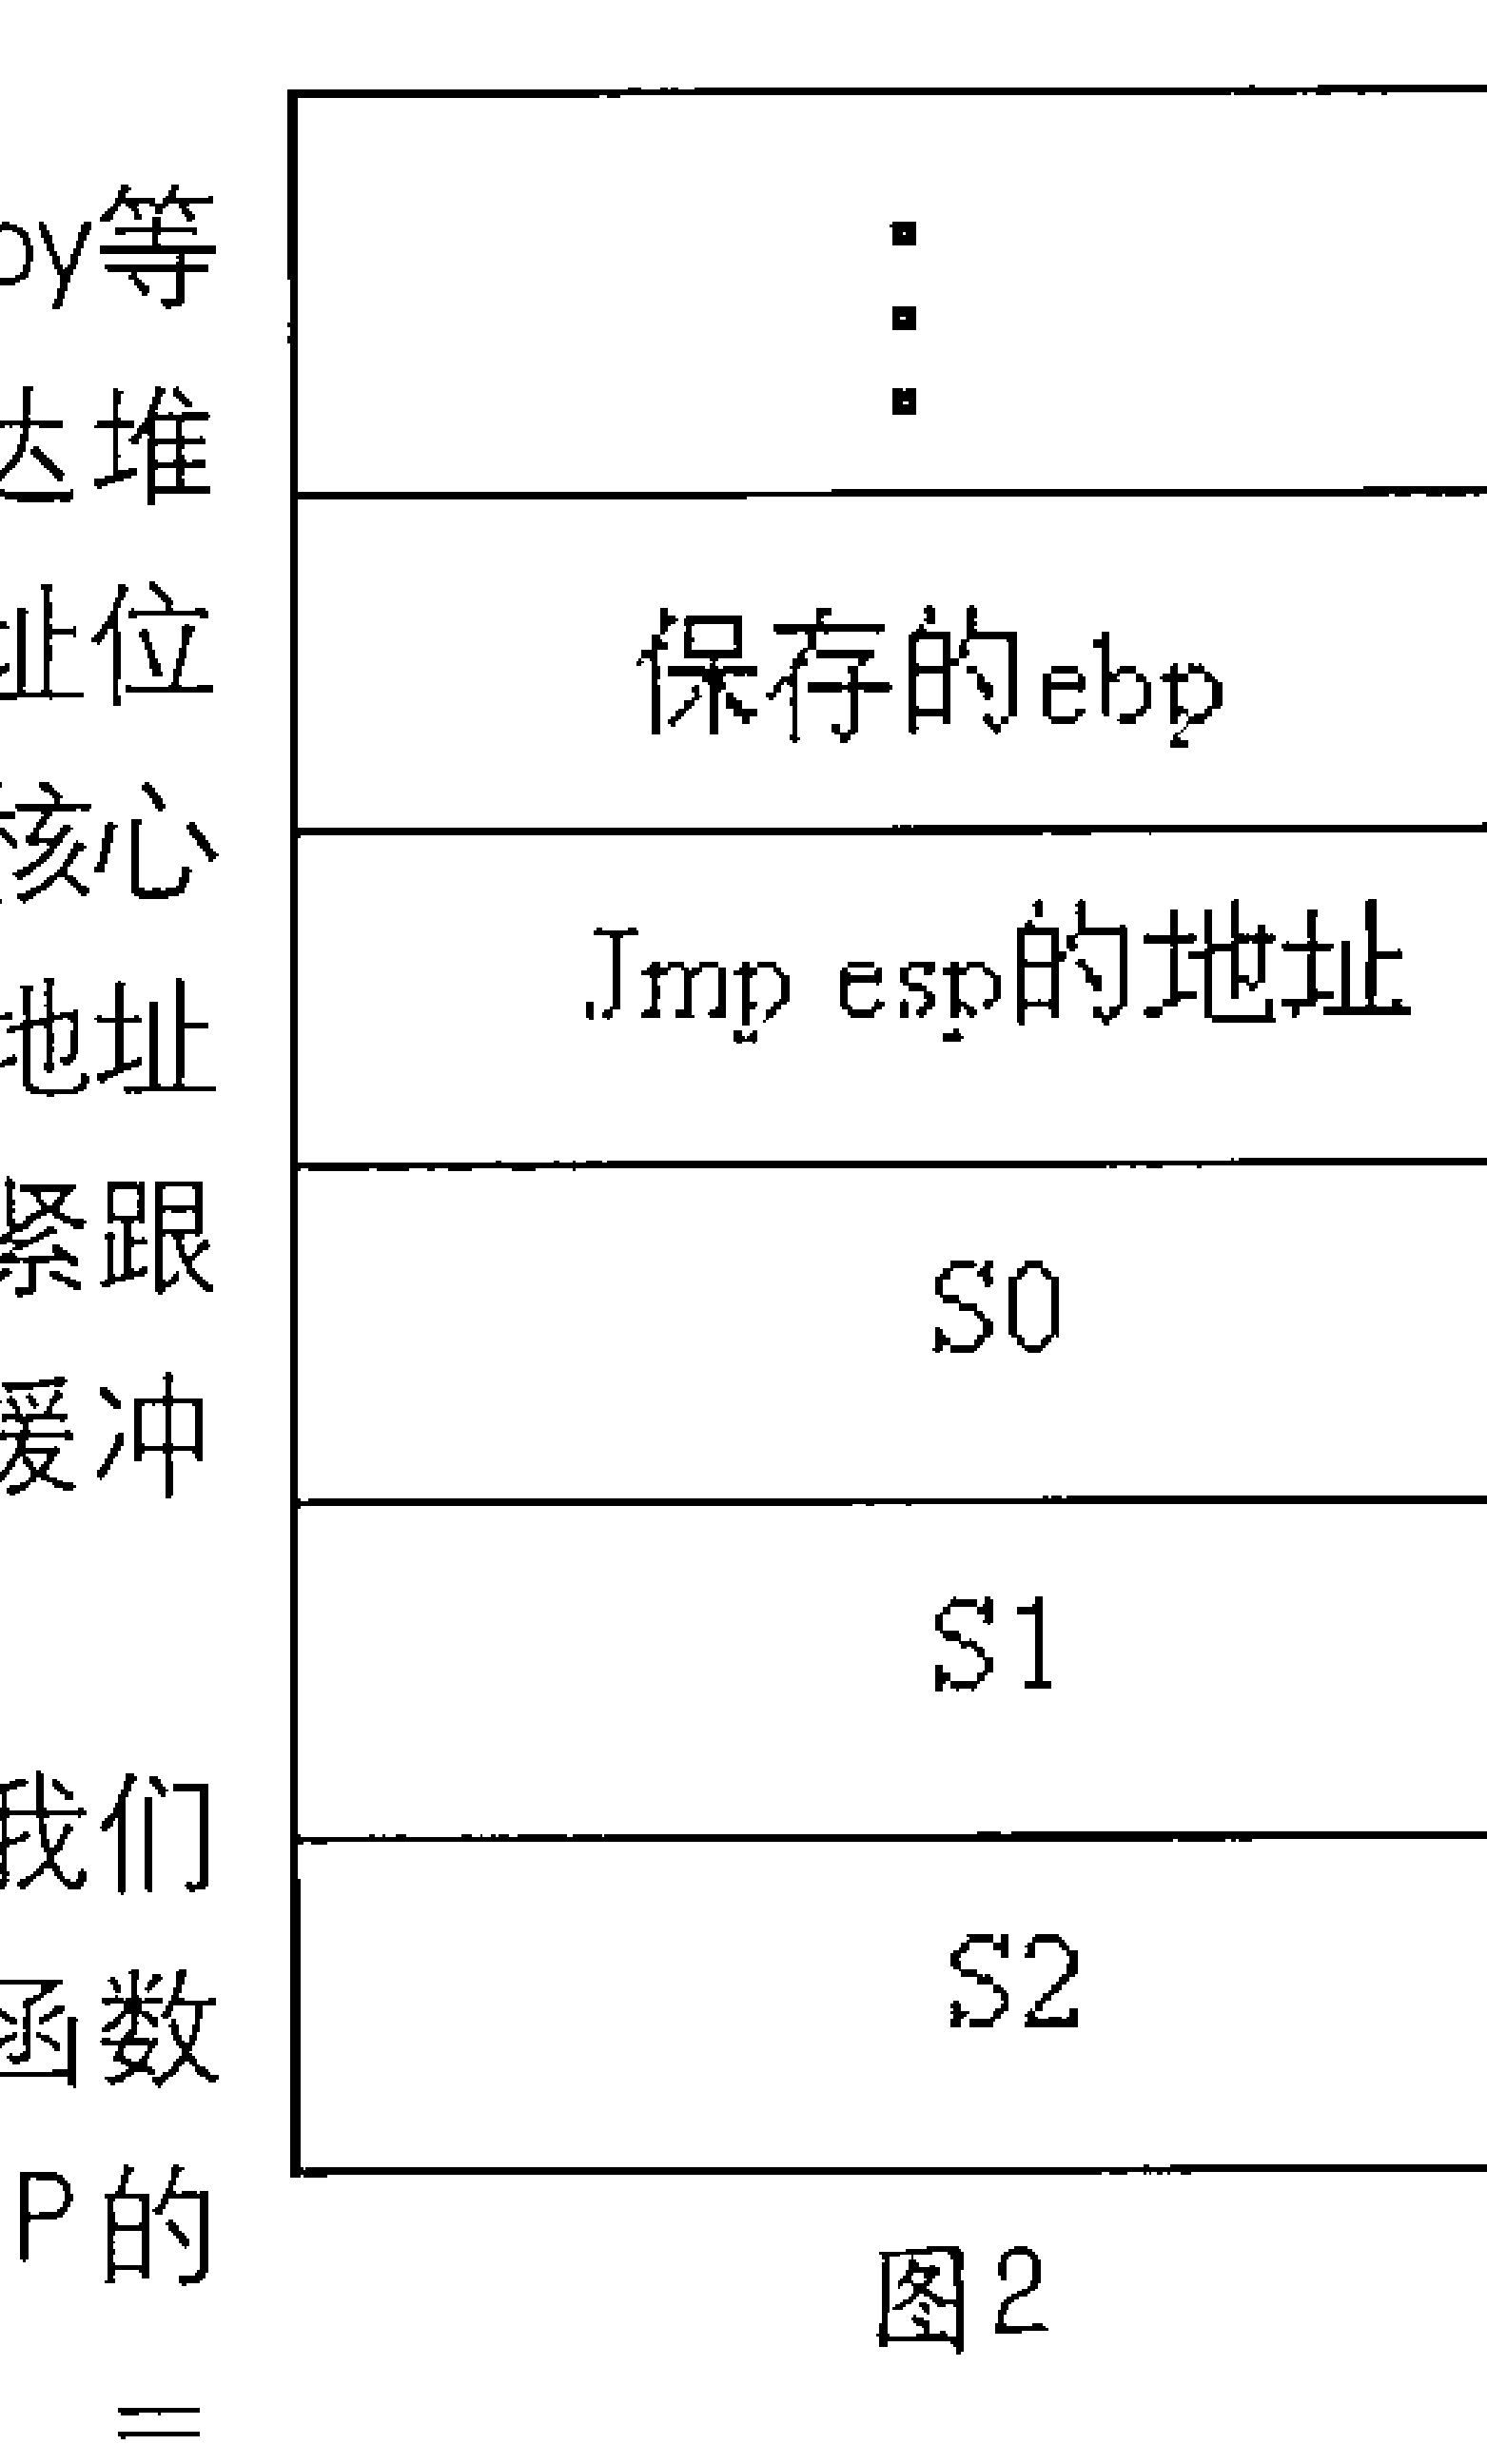 py等
达堆
址位
核心
地址
紧跟
缓冲
我们
函数
P的
=
保存的ebp
Jmp esp的地址
S0
S1
S2
图2